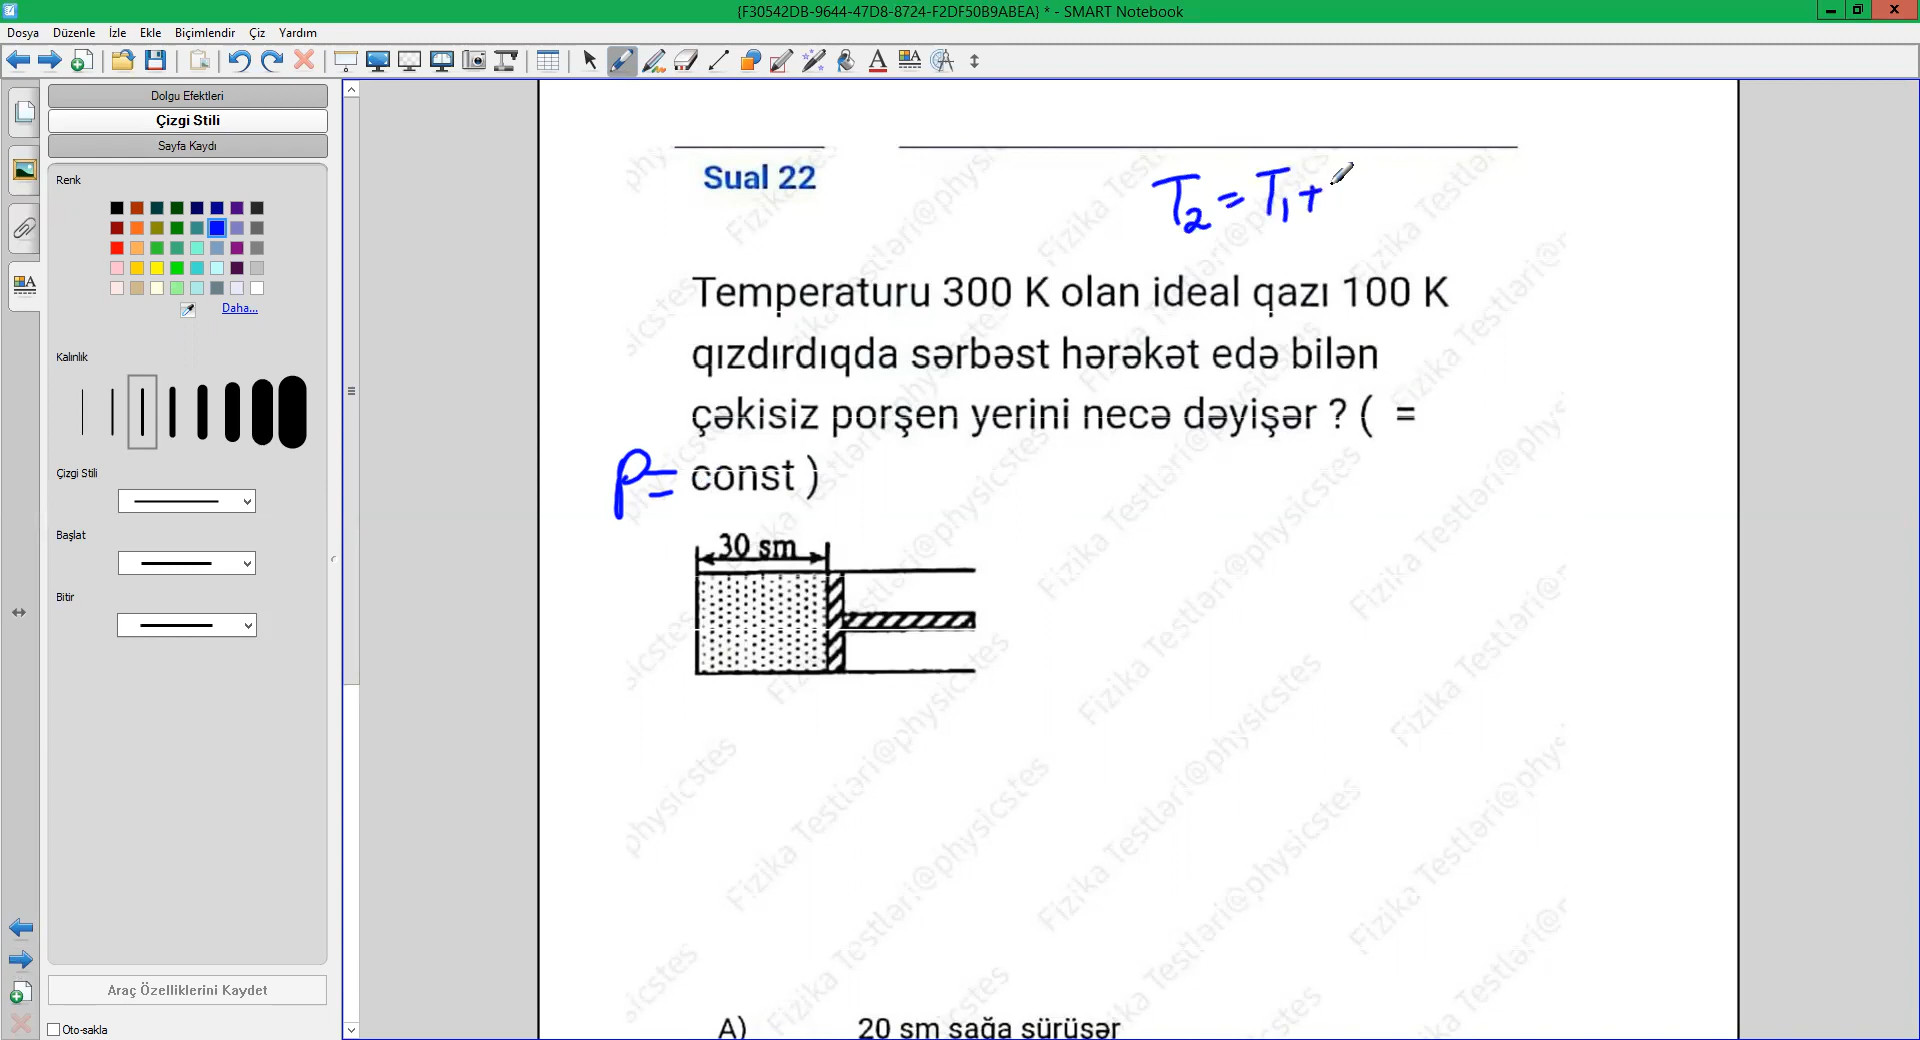 {F30542DB-9644-47D8-8724-F2DF50B9ABEA} * - SMART Notebook
Dosya Düzenle İzle Ekle Biçimlendir Çiz Yardım
Dolgu Efektleri
Çizgi Stili
Sayfa Kaydı
Renk
Daha...
Kalınlık
Çizgi Stili
Başlat
Bitir
Araç Özelliklerini Kaydet
Oto-sakla
Sual 22
T₂ = T₁ +
Temperaturu 300 K olan ideal qazı 100 K
qızdırdıqda sərbəst hərəkət edə bilən
çəkisiz porşen yerini necə dəyişər ? ( =
P= const )
30 sm
A) 20 sm sağa sürüşər
Fizika Testləri@physicstes